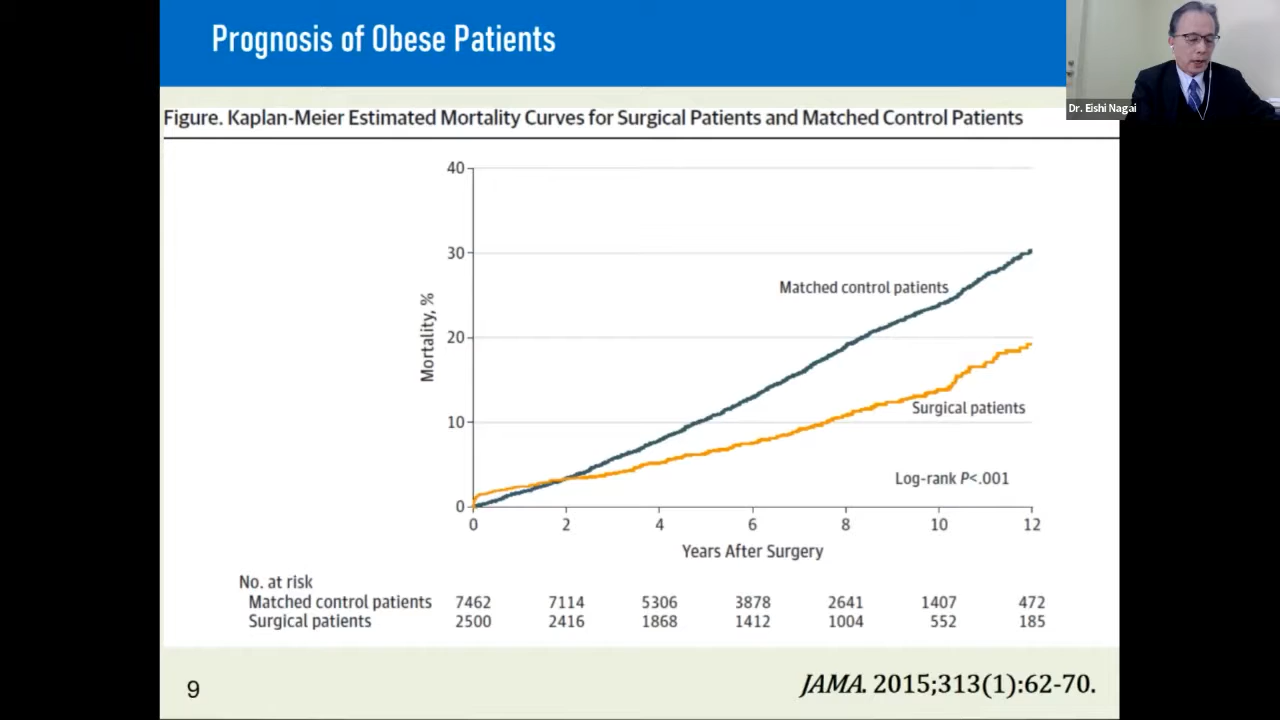 Prognosis of Obese Patients
Dr. Eishi Nagai
Figure. Kaplan-Meier Estimated Mortality Curves for Surgical Patients and Matched Control Patients
40
30
20
10
0
Mortality, %
Matched control patients
Surgical patients
Log-rank P<.001
0 2 4 6 8 10 12
Years After Surgery
No. at risk
Matched control patients 7462 7114 5306 3878 2641 1407 472
Surgical patients 2500 2416 1868 1412 1004 552 185
9
JAMA. 2015;313(1):62-70.